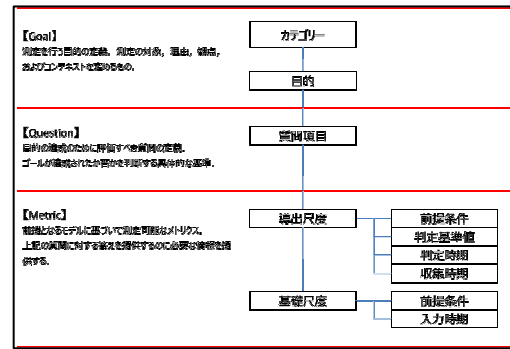 【Goal】
測定を行う目的の定義。測定の対象，理由，観点，
およびコンテキストを定めるもの。
カテゴリー
目的
【Question】
目的の達成のために評価すべき質問の定義。
ゴールが達成されたか否かを判断する具体的な基準。
質問項目
【Metric】
前提となるモデルに基づいて測定可能なメトリクス。
上記の質問に対する答えを提供するのに必要な情報を提
供する。
導出尺度
前提条件
判定基準値
判定時期
収集時期
基礎尺度
前提条件
入力時期